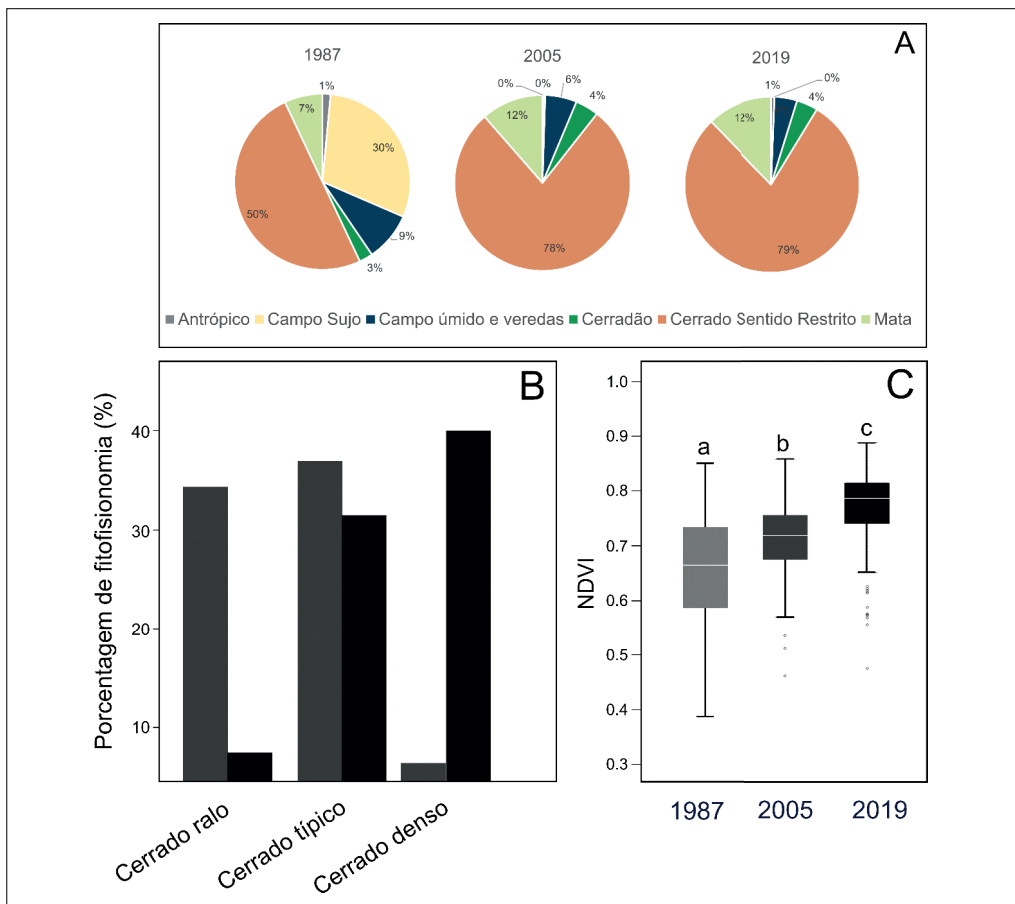 A
1987
2005
2019
1%
30%
9%
3%
50%
7%
0%
0%
6%
4%
78%
12%
1%
0%
4%
79%
12%
Antrópico Campo Sujo Campo úmido e veredas Cerradão Cerrado Sentido Restrito Mata
B
Porcentagem de fitofisionomia (%)
40
30
20
10
Cerrado ralo
Cerrado típico
Cerrado denso
C
NDVI
1.0
0.9
0.8
0.7
0.6
0.5
0.4
0.3
a
b
c
1987
2005
2019